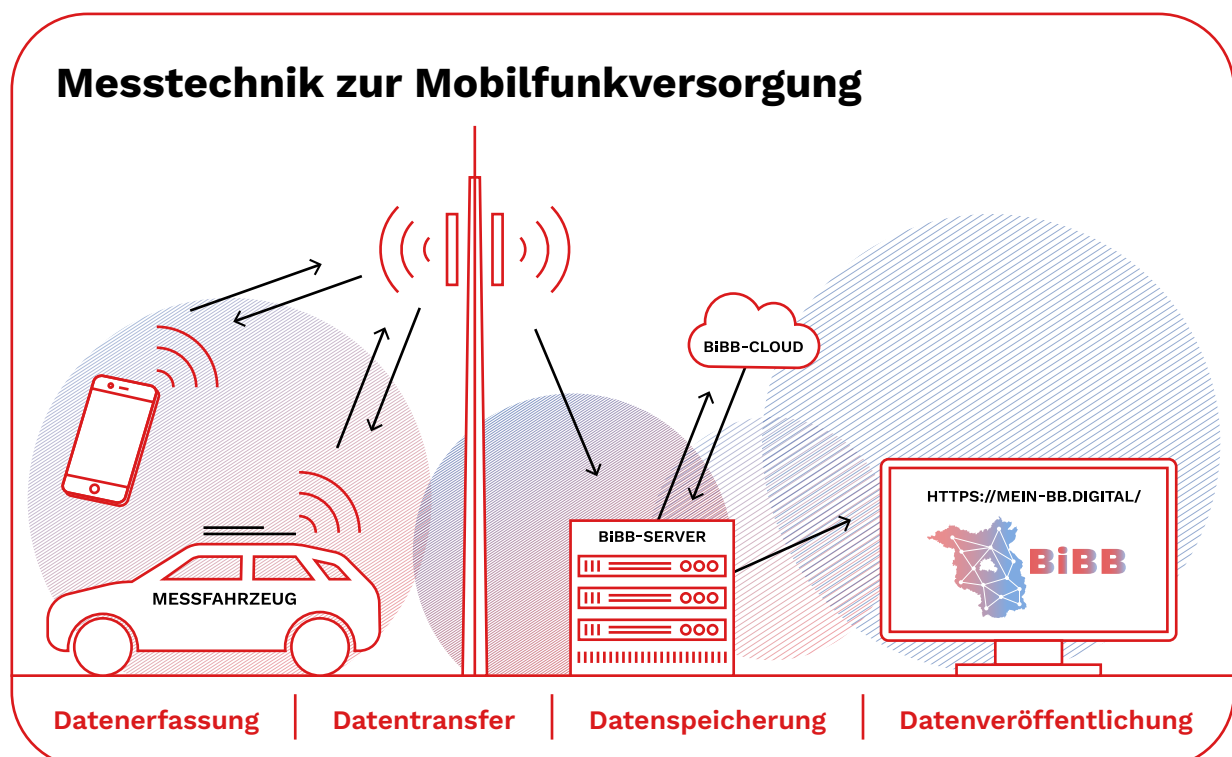 Messtechnik zur Mobilfunkversorgung
BiBB-CLOUD
HTTPS://MEIN-BB.DIGITAL/
BiBB-SERVER
BiBB
MESSFAHRZEUG
Datenerfassung
Datentransfer
Datenspeicherung
Datenveröffentlichung